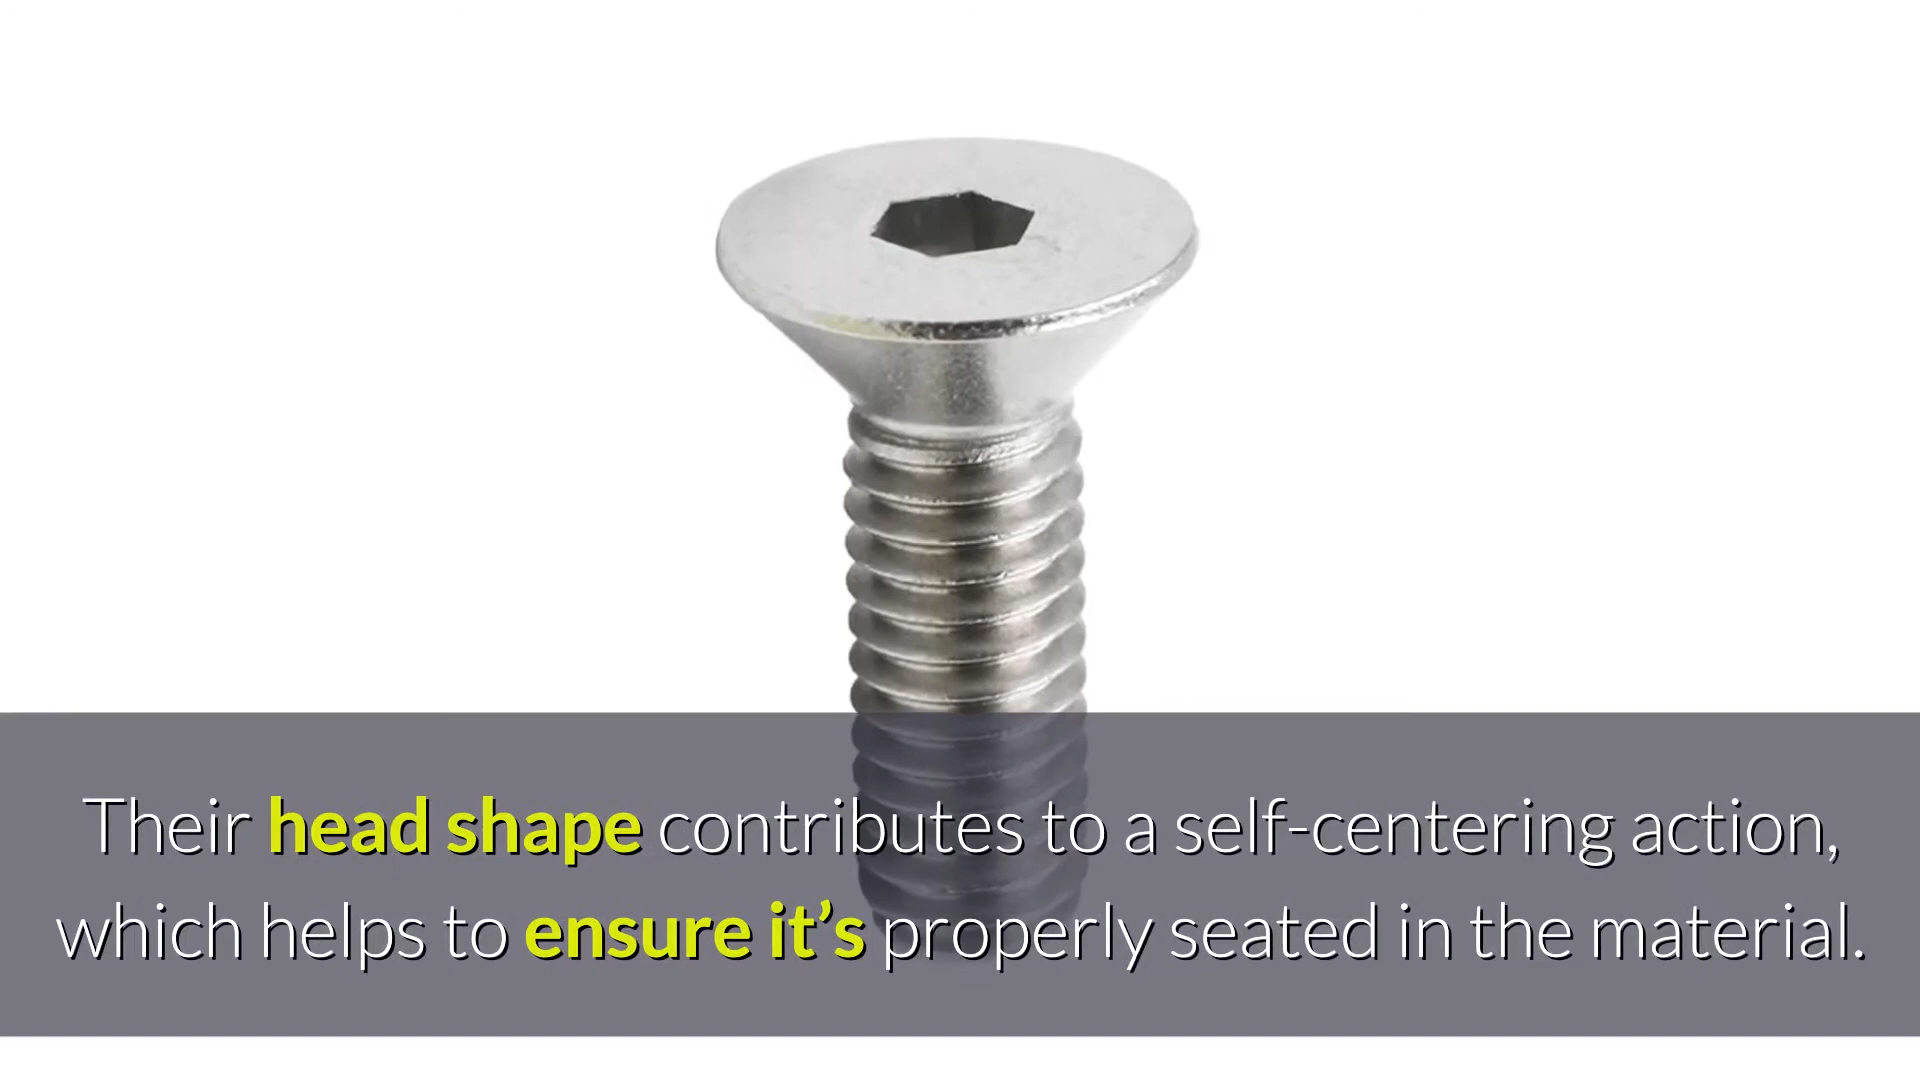 Their head shape contributes to a self-centering action,
which helps to ensure it’s properly seated in the material.